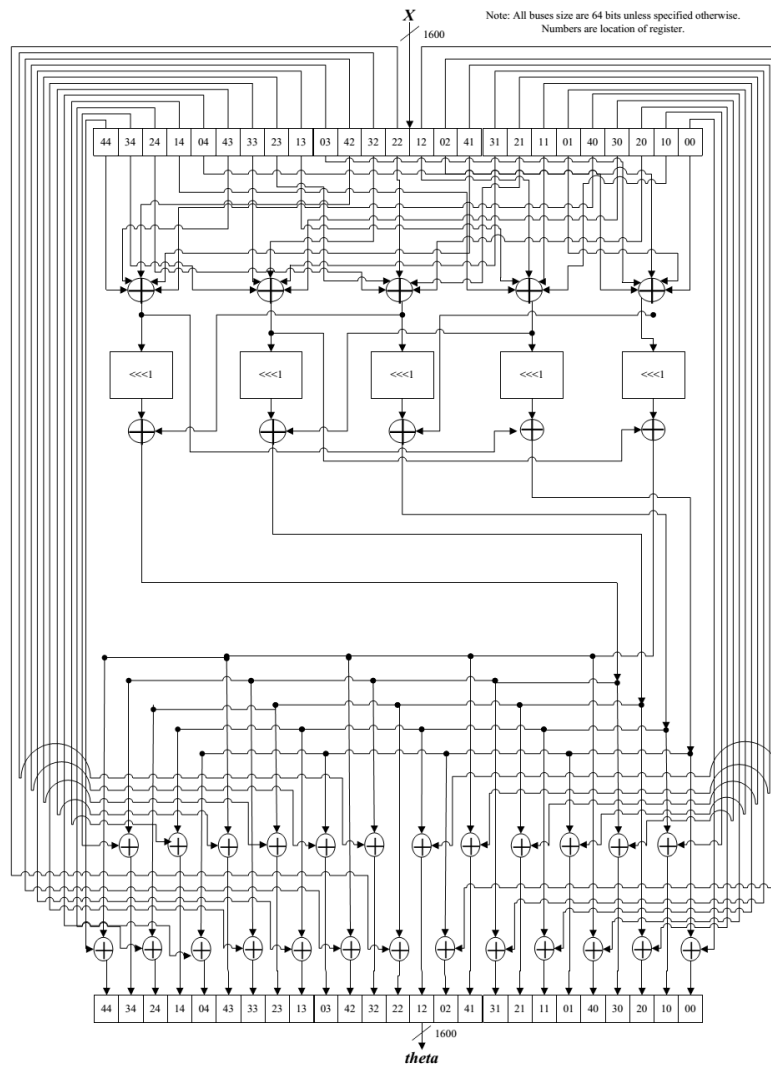 X
Note: All buses size are 64 bits unless specified otherwise.
Numbers are location of register.
1600
44 34 24 14 04 43 33 23 13 03 42 32 22 12 02 41 31 21 11 01 40 30 20 10 00
<<<1 <<<1 <<<1 <<<1 <<<1
44 34 24 14 04 43 33 23 13 03 42 32 22 12 02 41 31 21 11 01 40 30 20 10 00
1600
theta